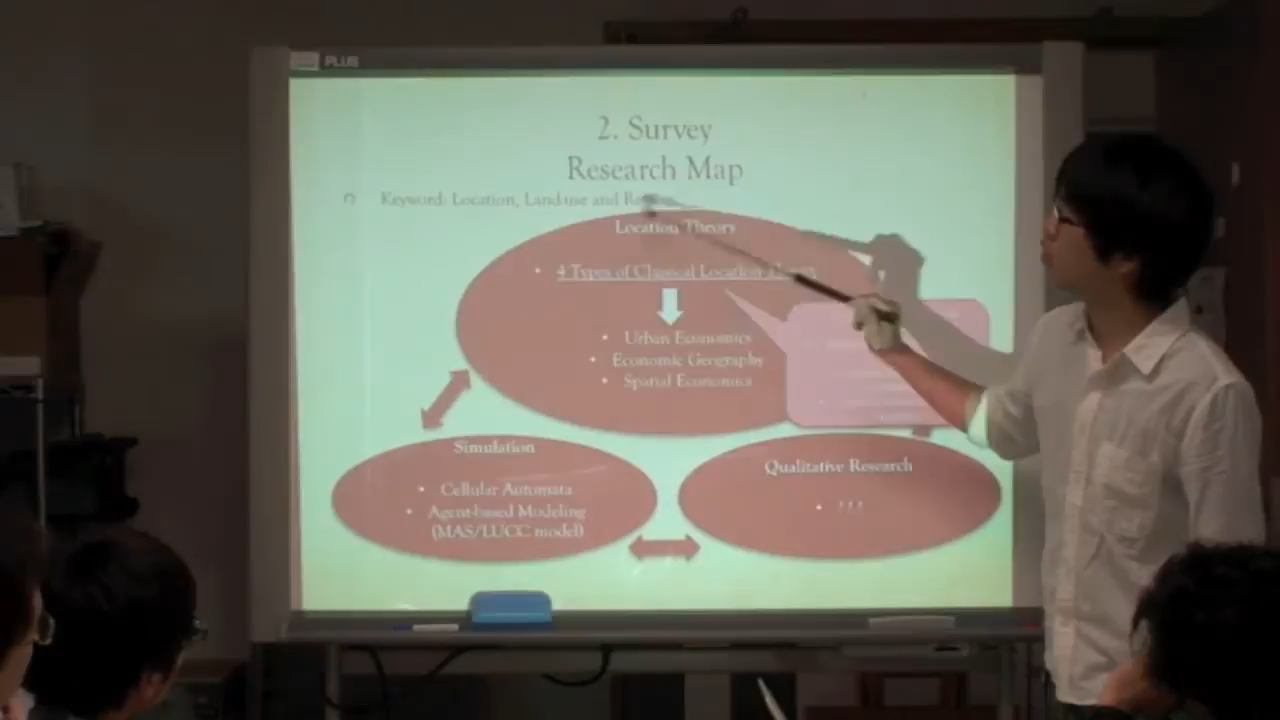 PLUS
2. Survey
Research Map
Keyword: Location, Land-use and
Location Theory
• 4 Types of Classical Location Theory
• Urban Economics
• Economic Geography
• Spatial Economics
Simulation
• Cellular Automata
• Agent-based Modeling
(MAS/LUCC model)
Qualitative Research
• ???